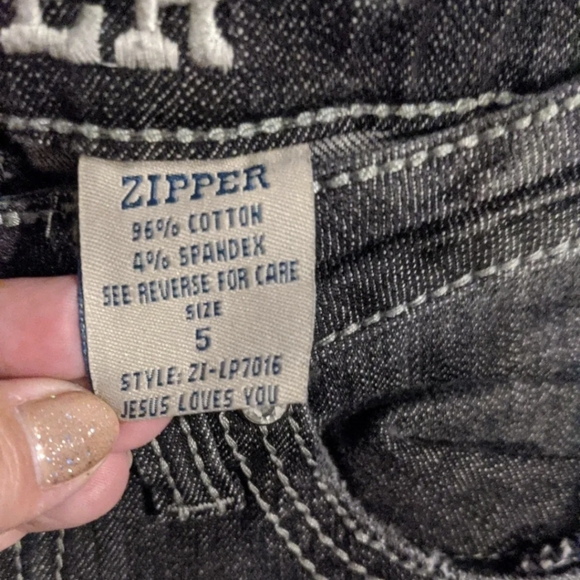 ZIPPER
96% COTTON
4% SPANDEX
SEE REVERSE FOR CARE
SIZE
5
STYLE: ZI-LP7016
JESUS LOVES YOU